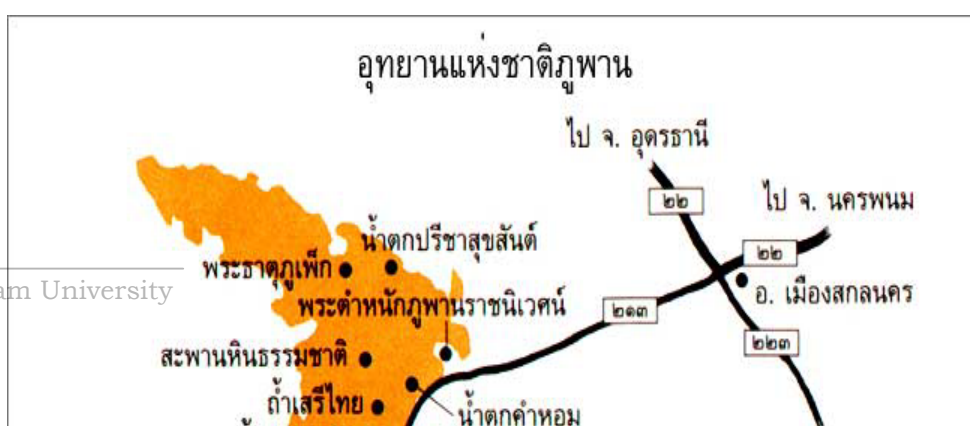 อุทยานแห่งชาติภูพาน
ไป จ. อุดรธานี
๒๒
ไป จ. นครพนม
น้ำตกปรีชาสุขสันต์
๒๒
พระธาตุภูเพ็ก
University
อ. เมืองสกลนคร
พระตำหนักภูพานราชนิเวศน์
๒๑๓
๒๒๓
สะพานหินธรรมชาติ
ถ้ำเสรีไทย
น้ำตกคำหอม